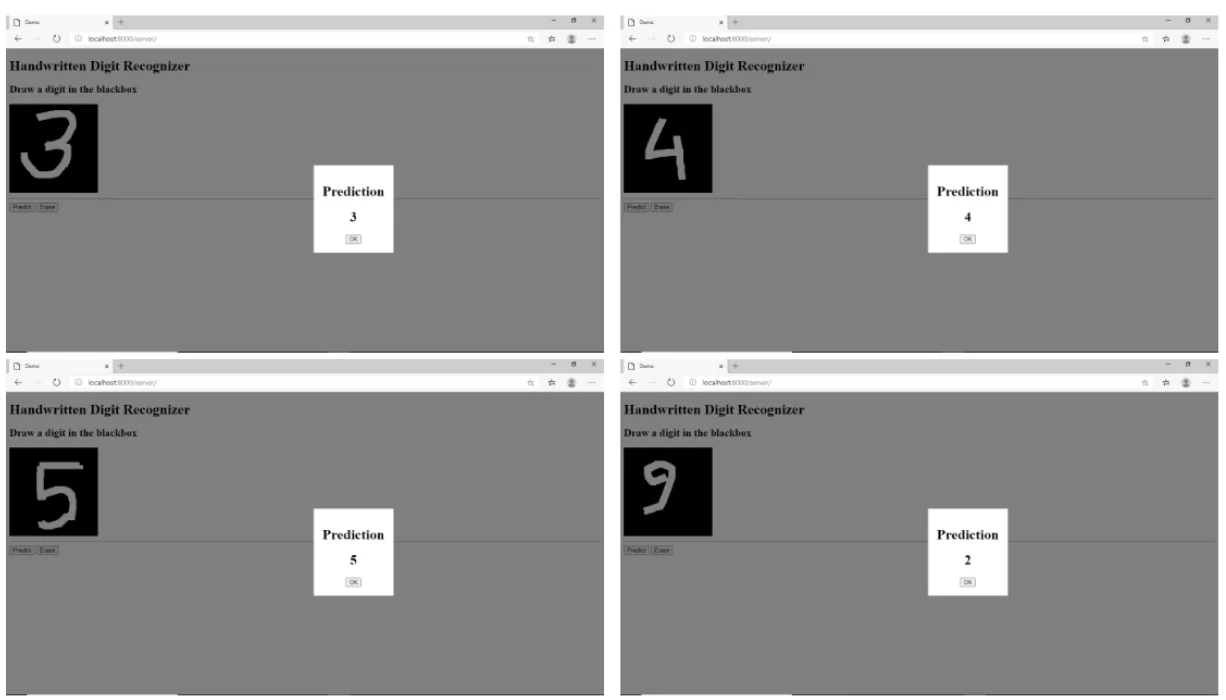 Demo
localhost:8000/server/
Handwritten Digit Recognizer
Draw a digit in the blackbox
3
Predict Erase
Prediction
3
OK
Demo
localhost:8000/server/
Handwritten Digit Recognizer
Draw a digit in the blackbox
4
Predict Erase
Prediction
4
OK
Demo
localhost:8000/server/
Handwritten Digit Recognizer
Draw a digit in the blackbox
5
Predict Erase
Prediction
5
OK
Demo
localhost:8000/server/
Handwritten Digit Recognizer
Draw a digit in the blackbox
9
Predict Erase
Prediction
2
OK